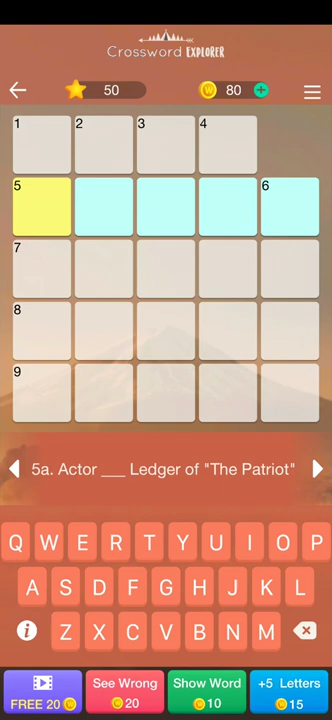 Crossword EXPLORER
50
80
1 2 3 4
5 6
7
8
9
5a. Actor ___ Ledger of "The Patriot"
Q W E R T Y U I O P
A S D F G H J K L
i Z X C V B N M
See Wrong Show Word +5 Letters
FREE 20 W C 20 C 10 C 15